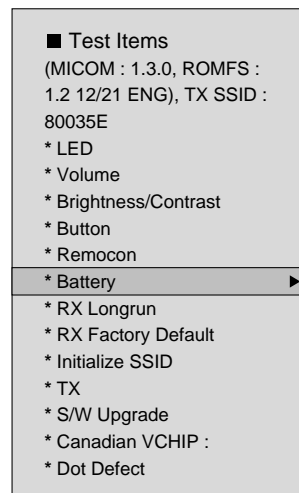 ■ Test Items
(MICOM : 1.3.0, ROMFS :
1.2 12/21 ENG), TX SSID :
80035E
* LED
* Volume
* Brightness/Contrast
* Button
* Remocon
* Battery
* RX Longrun
* RX Factory Default
* Initialize SSID
* TX
* S/W Upgrade
* Canadian VCHIP :
* Dot Defect